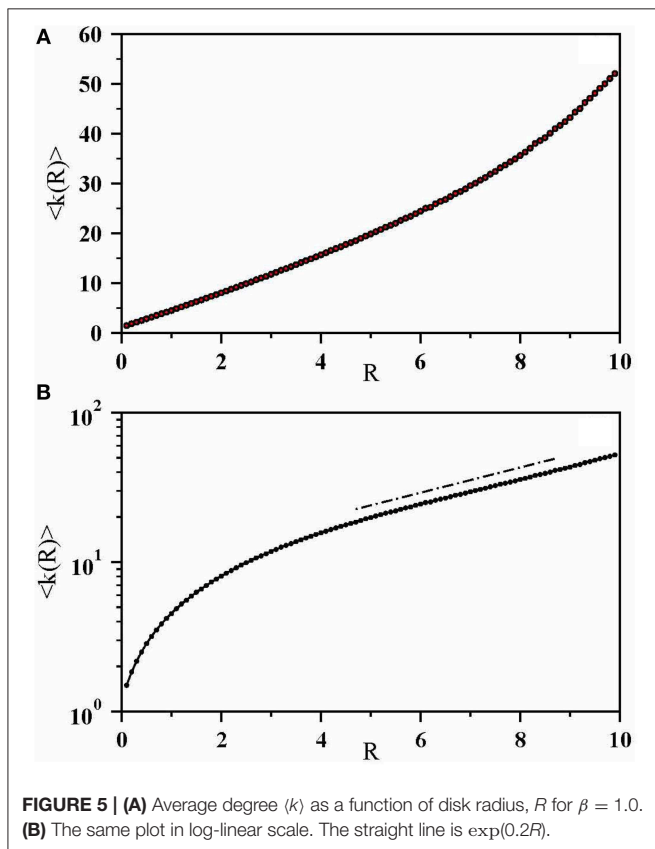 A
60
50
40
30
20
10
0
<k(R)>
0 2 4 6 8 10
R
B
10²
10¹
10⁰
<k(R)>
0 2 4 6 8 10
R
FIGURE 5 | (A) Average degree ⟨k⟩ as a function of disk radius, R for β = 1.0.
(B) The same plot in log-linear scale. The straight line is exp(0.2R).